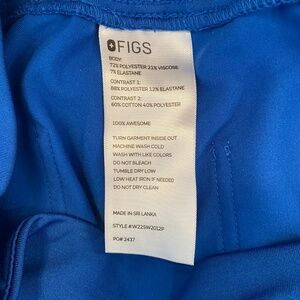 FIGS
BODY:
72% POLYESTER 21% VISCOSE
7% ELASTANE
CONTRAST 1:
88% POLYESTER 12% ELASTANE
CONTRAST 2:
60% COTTON 40% POLYESTER
100% AWESOME
TURN GARMENT INSIDE OUT
MACHINE WASH COLD
WASH WITH LIKE COLORS
DO NOT BLEACH
TUMBLE DRY LOW
LOW HEAT IRON IF NEEDED
DO NOT DRY CLEAN
MADE IN SRI LANKA
STYLE# W22SW2012P
PO# 2437